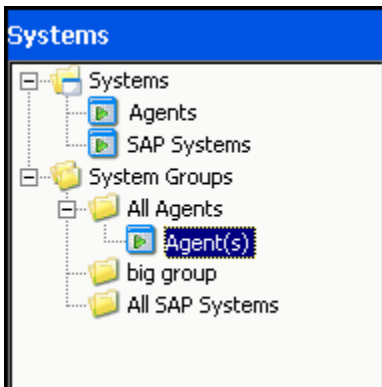 Systems
Systems
Agents
SAP Systems
System Groups
All Agents
Agent(s)
big group
All SAP Systems